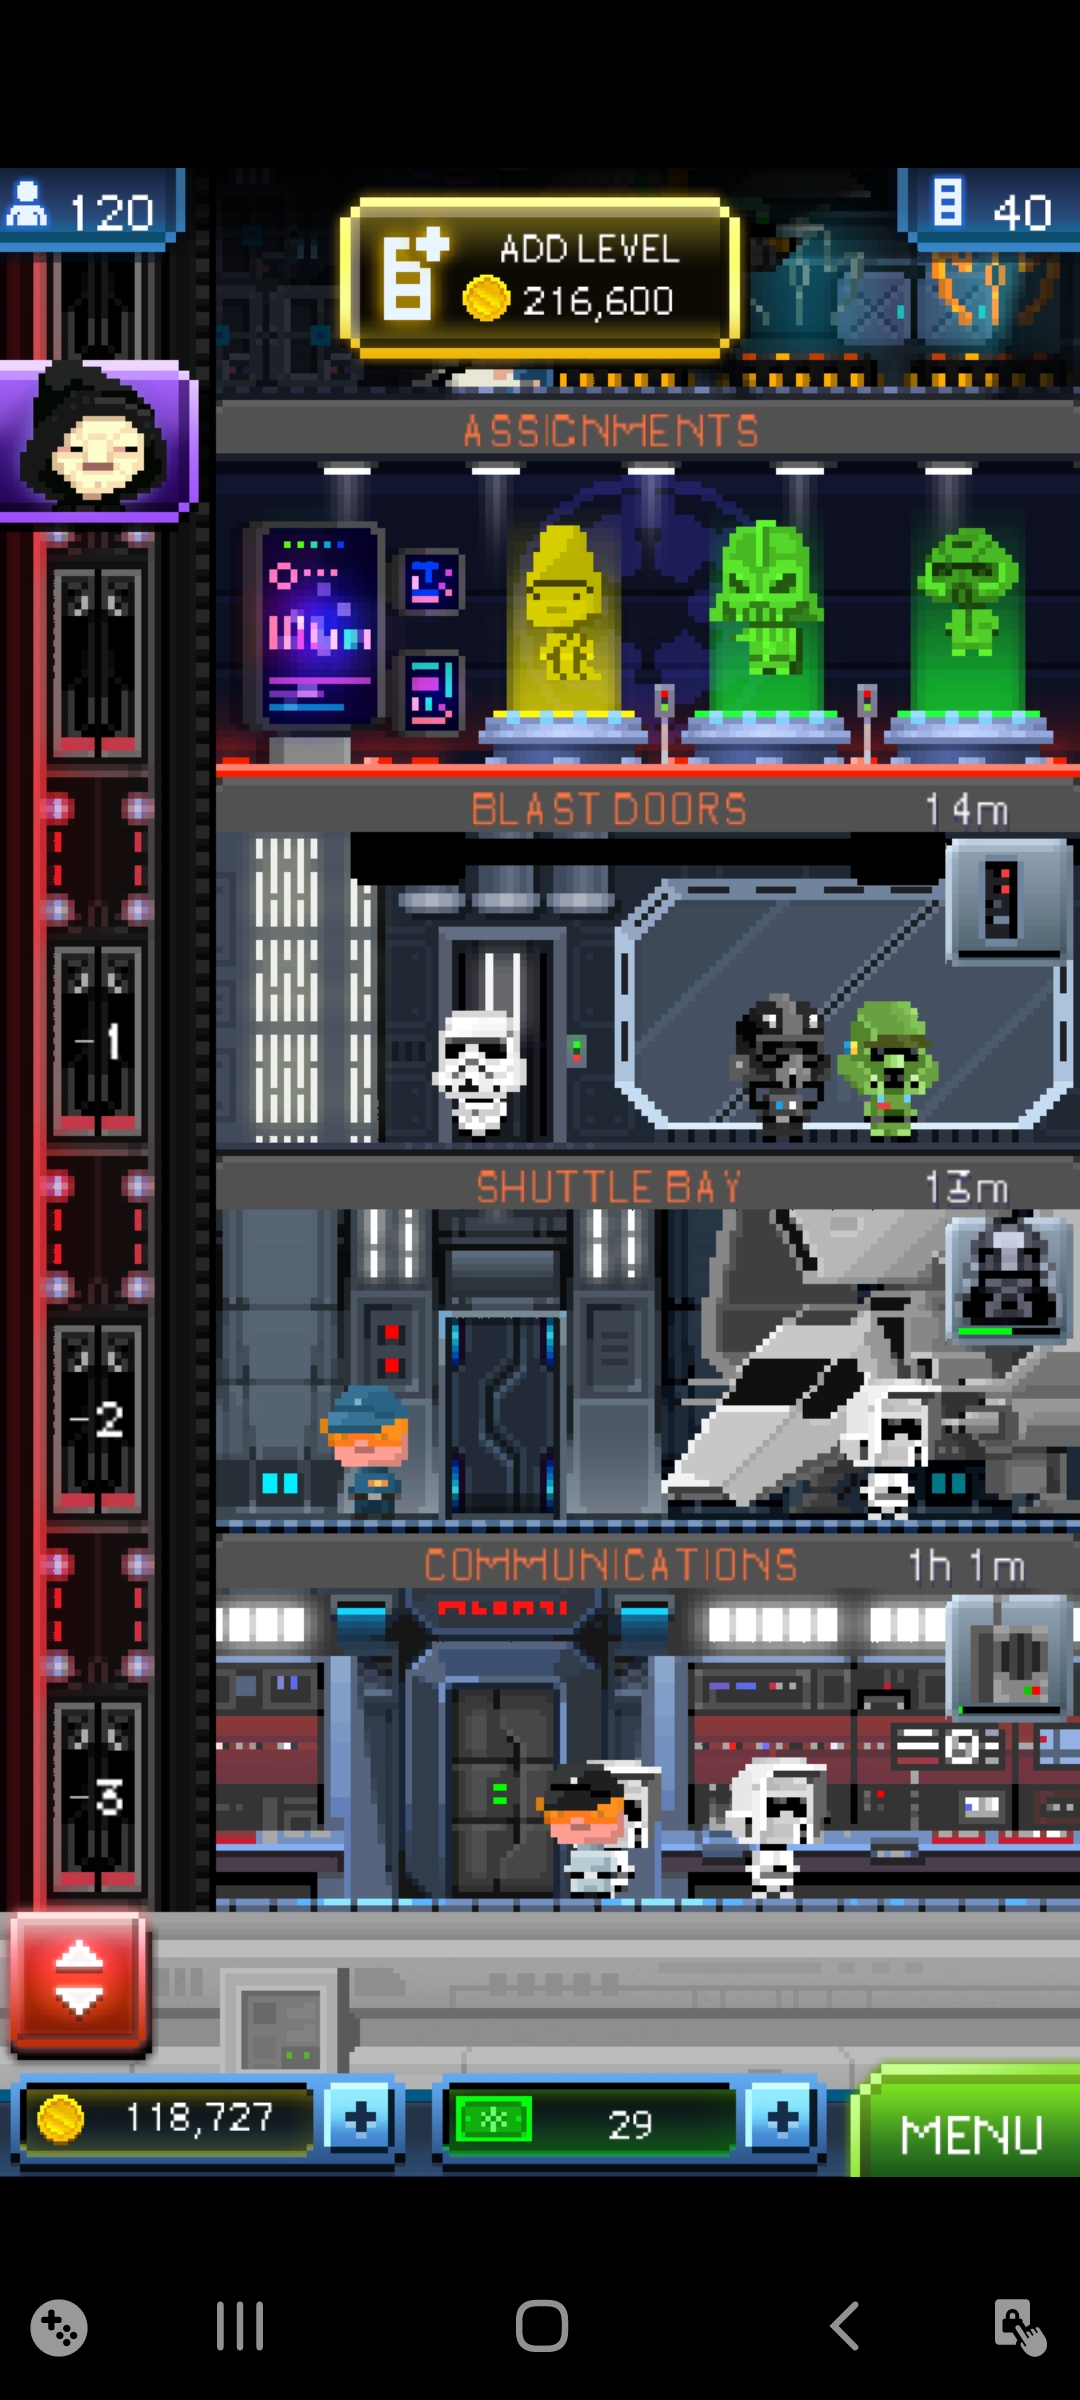 120
ADD LEVEL
216,600
40
ASSIGNMENTS
BLAST DOORS 14m
-1
SHUTTLE BAY 13m
-2
COMMUNICATIONS 1h 1m
-3
118,727
29
MENU